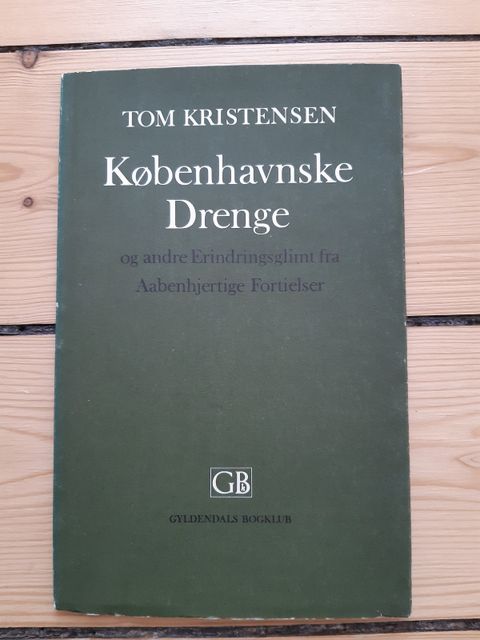 TOM KRISTENSEN
Københavnske
Drenge
og andre Erindringsglimt fra
Aabenhjertige Fortielser
GB
GYLDENDALS BOGKLUB